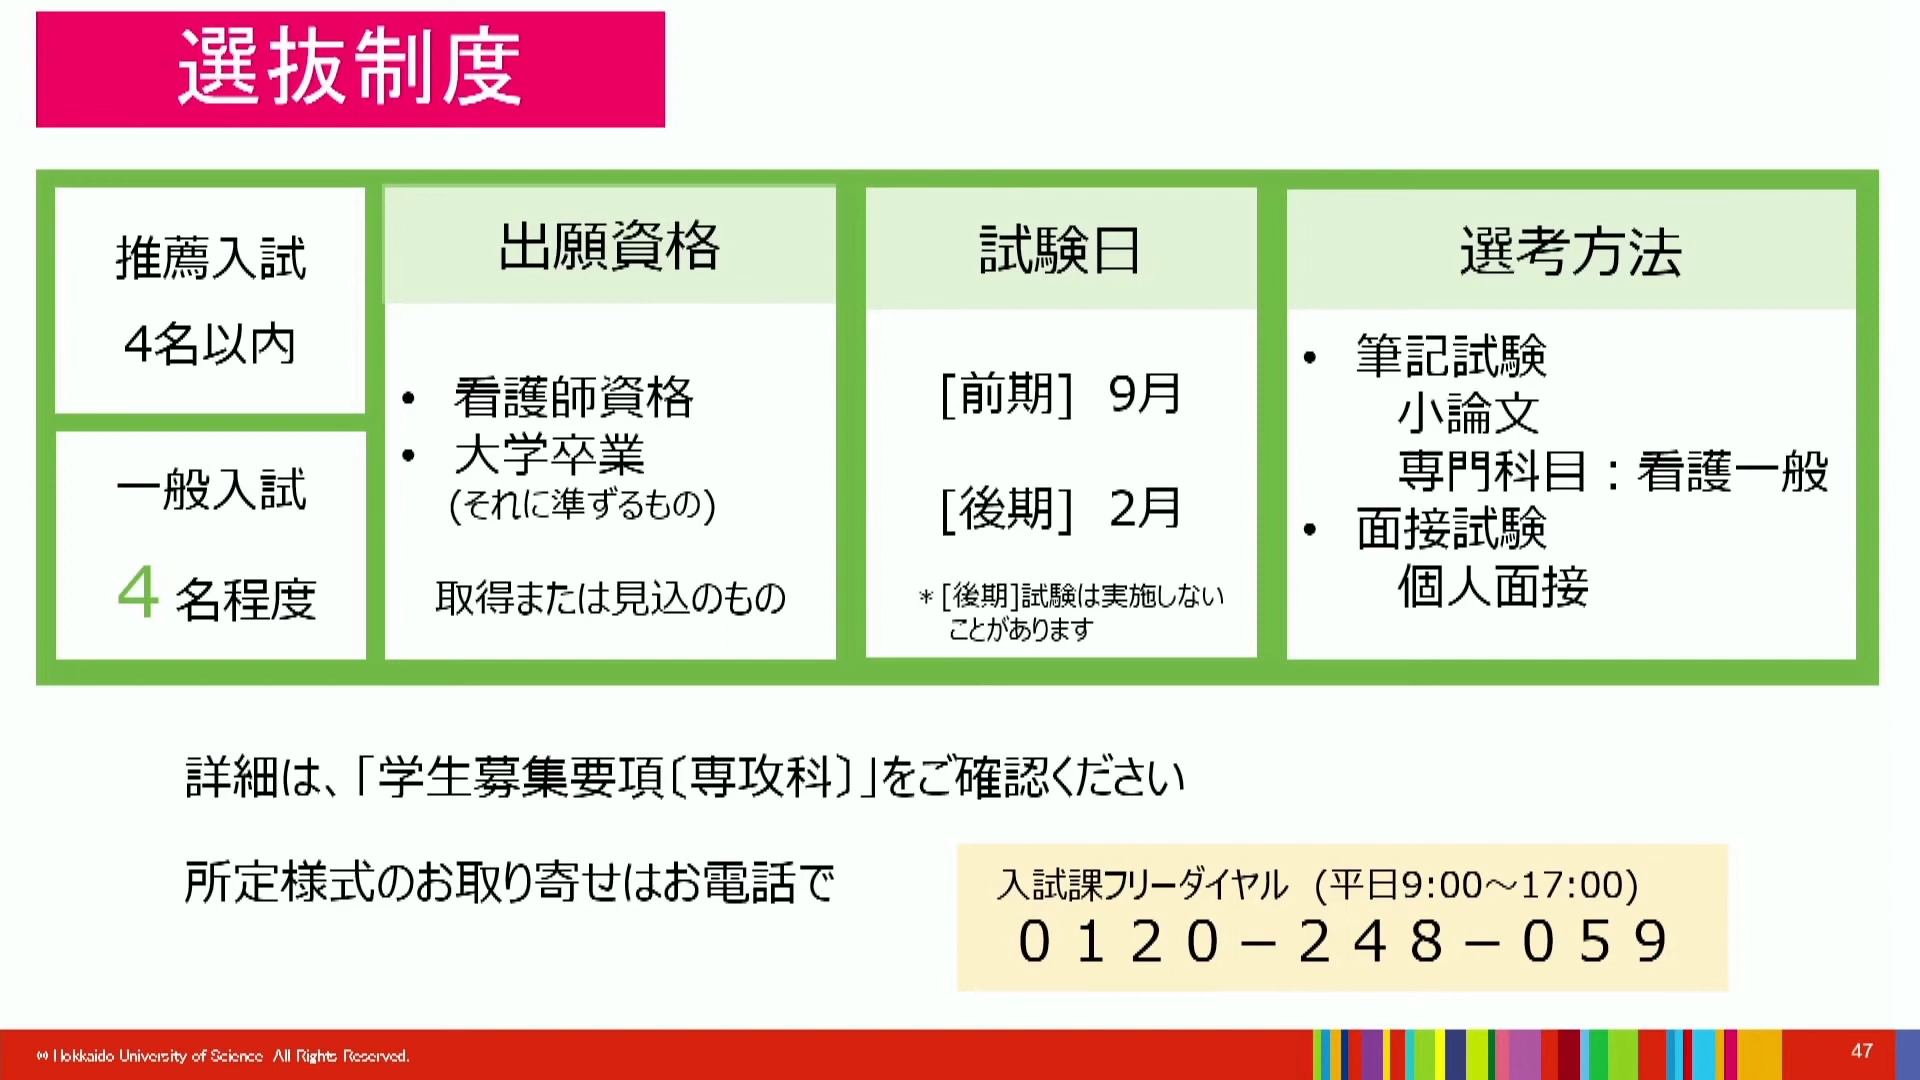 選抜制度
推薦入試
4名以内
一般入試
4 名程度
出願資格
• 看護師資格
• 大学卒業
(それに準ずるもの)
取得または見込のもの
試験日
[前期] 9月
[後期] 2月
＊[後期]試験は実施しない
ことがあります
選考方法
• 筆記試験
小論文
専門科目：看護一般
• 面接試験
個人面接
詳細は、「学生募集要項〔専攻科〕」をご確認ください
所定様式のお取り寄せはお電話で
入試課フリーダイヤル (平日9:00～17:00)
０１２０－２４８－０５９
Hokkaido University of Science All Rights Reserved.
47